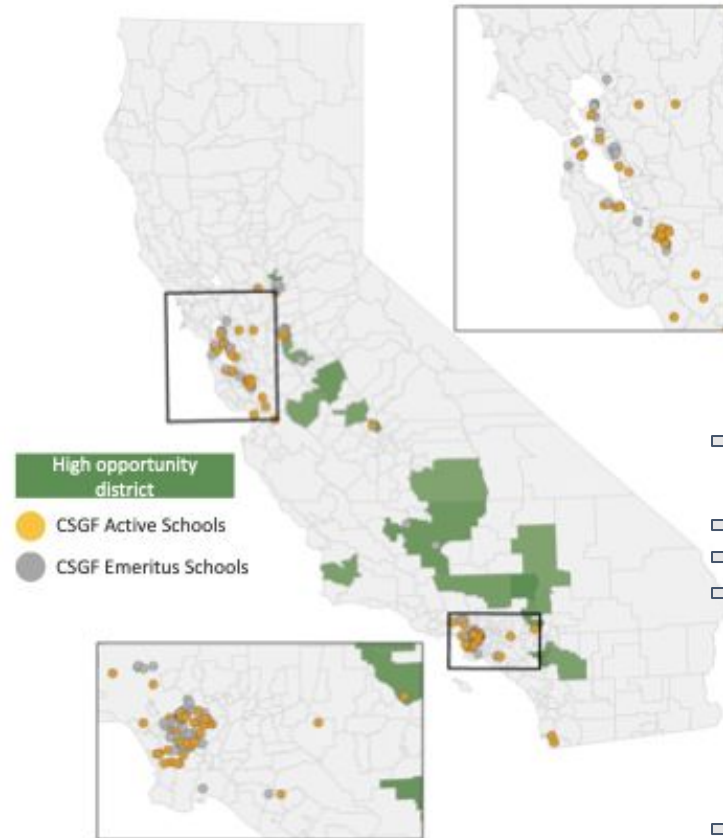 High opportunity
district
CSGF Active Schools
CSGF Emeritus Schools